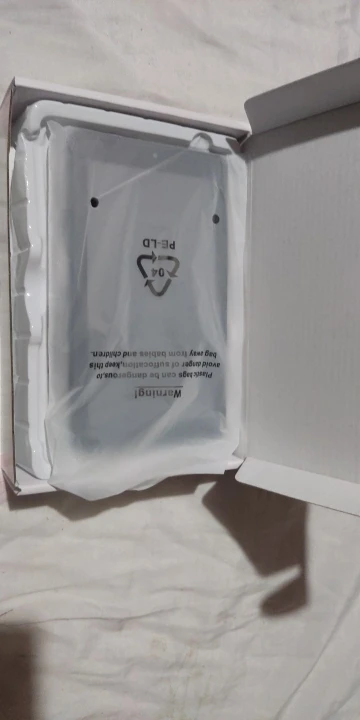 Warning!
Plastic bags can be dangerous,to
avoid danger of suffocation,keep this
bag away from babies and children.
04
PE-LD